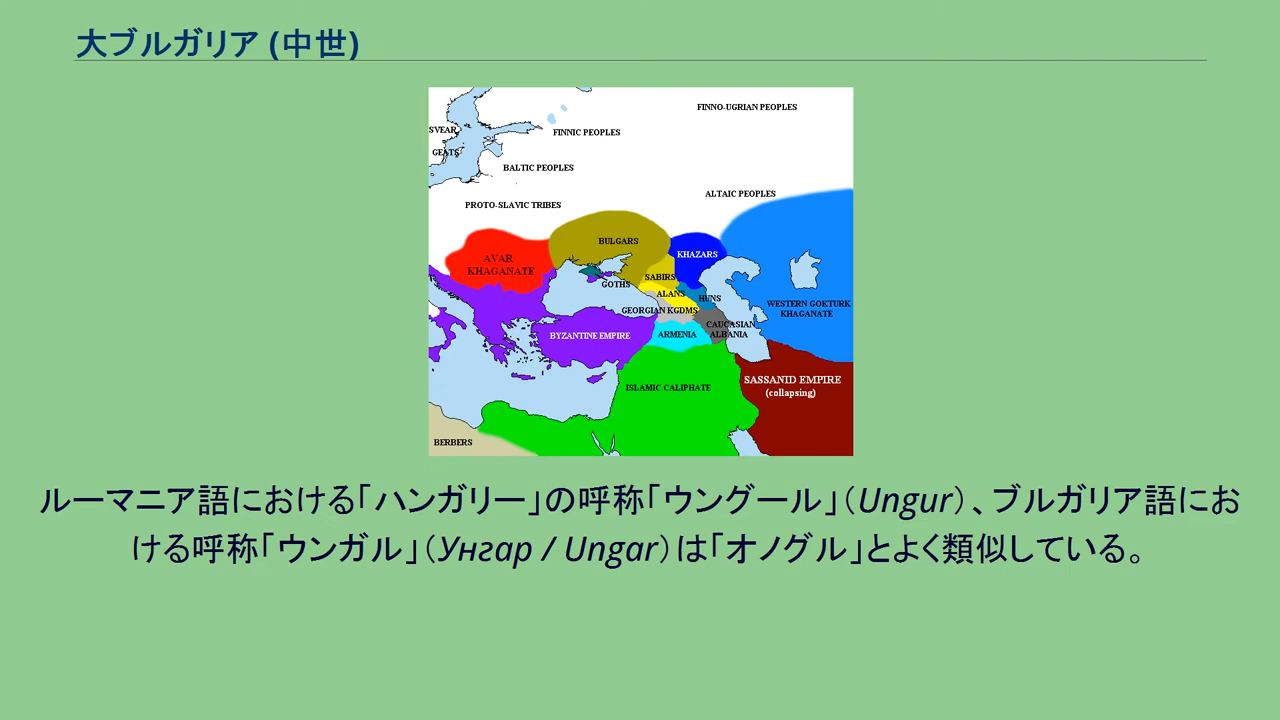 大ブルガリア (中世)
FINNO-UGRIAN PEOPLES
SVEAR
FINNIC PEOPLES
GEATS
BALTIC PEOPLES
ALTAIC PEOPLES
PROTO-SLAVIC TRIBES
BULGARS
KHAZARS
AVAR
KHAGANATE
SABIRS
GOTHS
ALANS
HUNS
WESTERN GOKTURK
KHAGANATE
GEORGIAN KGDMS
CAUCASIAN
ALBANIA
BYZANTINE EMPIRE
ARMENIA
SASSANID EMPIRE
(collapsing)
ISLAMIC CALIPHATE
BERBERS
ルーマニア語における「ハンガリー」の呼称「ウングール」（Ungur）、ブルガリア語にお
ける呼称「ウンガル」（Унгар / Ungar）は「オノグル」とよく類似している。